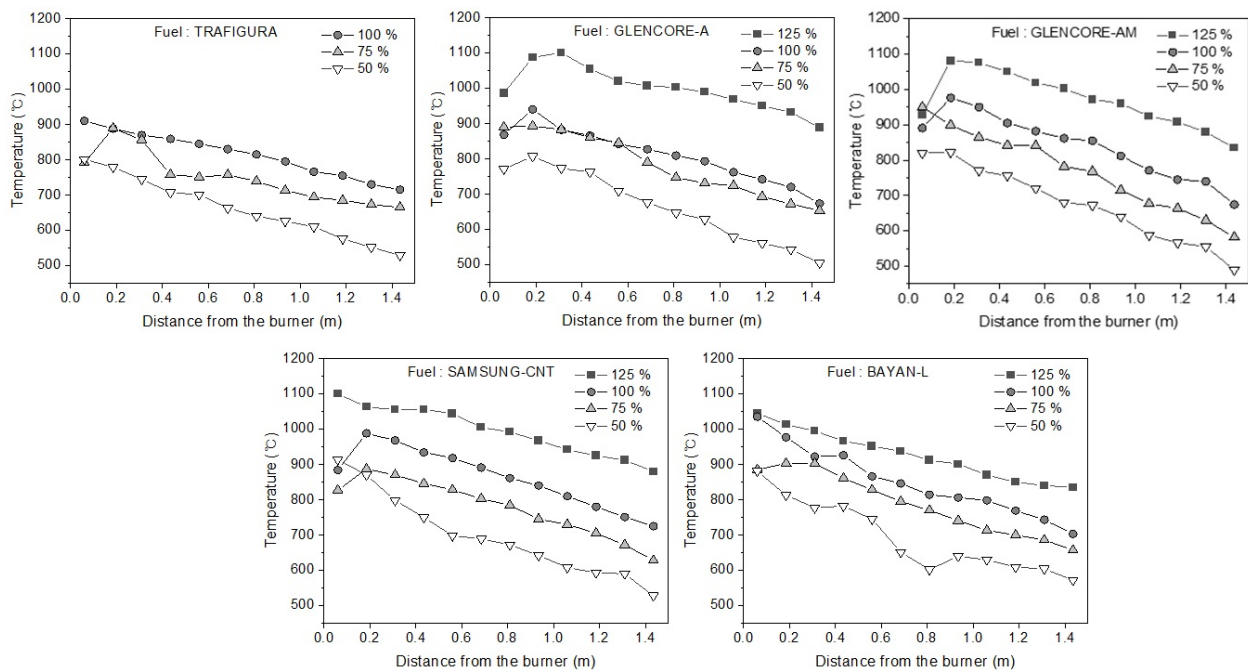 Fuel : TRAFIGURA
100 %
75 %
50 %
1200
1100
1000
900
800
700
600
500
Temperature (℃)
0.0 0.2 0.4 0.6 0.8 1.0 1.2 1.4
Distance from the burner (m)
Fuel : GLENCORE-A
125 %
100 %
75 %
50 %
1200
1100
1000
900
800
700
600
500
Temperature (℃)
0.0 0.2 0.4 0.6 0.8 1.0 1.2 1.4
Distance from the burner (m)
Fuel : GLENCORE-AM
125 %
100 %
75 %
50 %
1200
1100
1000
900
800
700
600
500
Temperature (℃)
0.0 0.2 0.4 0.6 0.8 1.0 1.2 1.4
Distance from the burner (m)
Fuel : SAMSUNG-CNT
125 %
100 %
75 %
50 %
1200
1100
1000
900
800
700
600
500
Temperature (℃)
0.0 0.2 0.4 0.6 0.8 1.0 1.2 1.4
Distance from the burner (m)
Fuel : BAYAN-L
125 %
100 %
75 %
50 %
1200
1100
1000
900
800
700
600
500
Temperature (℃)
0.0 0.2 0.4 0.6 0.8 1.0 1.2 1.4
Distance from the burner (m)